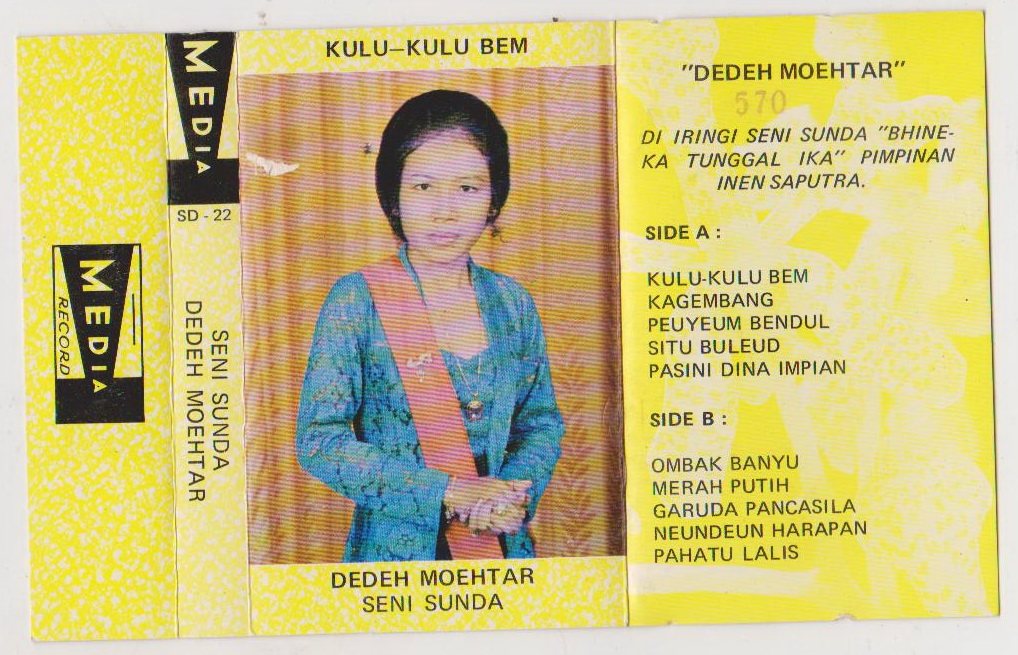 MEDIA
RECORD
MEDIA
SD - 22
SENI SUNDA
DEDEH MOEHTAR
KULU–KULU BEM
DEDEH MOEHTAR
SENI SUNDA
"DEDEH MOEHTAR"
570
DI IRINGI SENI SUNDA "BHINE-
KA TUNGGAL IKA" PIMPINAN
INEN SAPUTRA.
SIDE A :
KULU-KULU BEM
KAGEMBANG
PEUYEUM BENDUL
SITU BULEUD
PASINI DINA IMPIAN
SIDE B :
OMBAK BANYU
MERAH PUTIH
GARUDA PANCASILA
NEUNDEUN HARAPAN
PAHATU LALIS